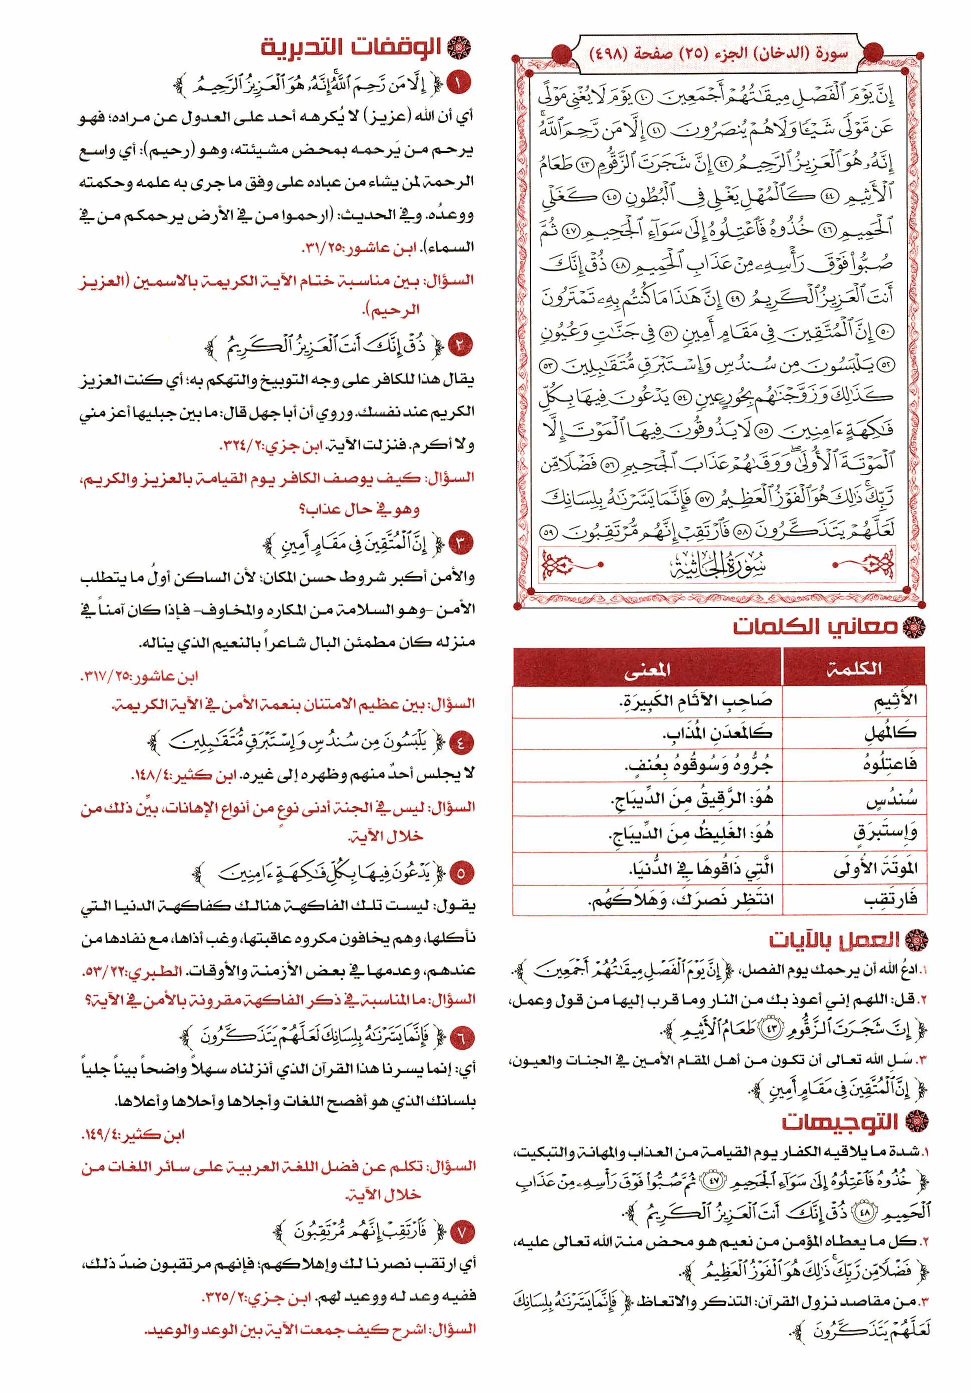 سورة (الدخان) الجزء (٢٥) صفحة (٤٩٨)
إِنَّ يَوْمَ ٱلْفَصْلِ مِيقَٰتُهُمْ أَجْمَعِينَ ٤٠ يَوْمَ لَا يُغْنِى مَوْلًى
عَن مَّوْلًى شَيْـًٔا وَلَا هُمْ يُنصَرُونَ ٤١ إِلَّا مَن رَّحِمَ ٱللَّهُ
إِنَّهُۥ هُوَ ٱلْعَزِيزُ ٱلرَّحِيمُ ٤٢ إِنَّ شَجَرَتَ ٱلزَّقُّومِ ٤٣ طَعَامُ
ٱلْأَثِيمِ ٤٤ كَٱلْمُهْلِ يَغْلِى فِى ٱلْبُطُونِ ٤٥ كَغَلْىِ
ٱلْحَمِيمِ ٤٦ خُذُوهُ فَٱعْتِلُوهُ إِلَىٰ سَوَآءِ ٱلْجَحِيمِ ٤٧ ثُمَّ
صُبُّوا۟ فَوْقَ رَأْسِهِۦ مِنْ عَذَابِ ٱلْحَمِيمِ ٤٨ ذُقْ إِنَّكَ
أَنتَ ٱلْعَزِيزُ ٱلْكَرِيمُ ٤٩ إِنَّ هَٰذَا مَا كُنتُم بِهِۦ تَمْتَرُونَ
٥٠ إِنَّ ٱلْمُتَّقِينَ فِى مَقَامٍ أَمِينٍ ٥١ فِى جَنَّٰتٍ وَعُيُونٍ
٥٢ يَلْبَسُونَ مِن سُندُسٍ وَإِسْتَبْرَقٍ مُّتَقَٰبِلِينَ ٥٣
كَذَٰلِكَ وَزَوَّجْنَٰهُم بِحُورٍ عِينٍ ٥٤ يَدْعُونَ فِيهَا بِكُلِّ
فَٰكِهَةٍ ءَامِنِينَ ٥٥ لَا يَذُوقُونَ فِيهَا ٱلْمَوْتَ إِلَّا
ٱلْمَوْتَةَ ٱلْأُولَىٰ وَوَقَىٰهُمْ عَذَابَ ٱلْجَحِيمِ ٥٦ فَضْلًا مِّن
رَّبِّكَ ذَٰلِكَ هُوَ ٱلْفَوْزُ ٱلْعَظِيمُ ٥٧ فَإِنَّمَا يَسَّرْنَٰهُ بِلِسَانِكَ
لَعَلَّهُمْ يَتَذَكَّرُونَ ٥٨ فَٱرْتَقِبْ إِنَّهُم مُّرْتَقِبُونَ ٥٩
سُورَةُ الجَاثِيَةِ
معاني الكلمات
الكلمة المعنى
الأَثِيمِ صَاحِبِ الآثَامِ الكَبِيرَةِ.
كَالمُهلِ كَالمَعدَنِ المُذَابِ.
فَاعتِلُوهُ جُرُّوهُ وَسُوقُوهُ بِعُنفٍ.
سُندُسٍ هُوَ: الرَّقِيقُ مِنَ الدِّيبَاجِ.
وَإِستَبرَقٍ هُوَ: الغَلِيظُ مِنَ الدِّيبَاجِ.
المَوتَةَ الأُولَى الَّتِي ذَاقُوهَا فِي الدُّنيَا.
فَارتَقِب انتَظِر نَصرَكَ، وَهَلاَكَهُم.
العمل بالآيات
١. ادعُ الله أن يرحمك يوم الفصل، ﴿ إِنَّ يَوْمَ ٱلْفَصْلِ مِيقَٰتُهُمْ أَجْمَعِينَ ﴾.
٢. قل: اللهم إني أعوذ بك من النار وما قرب إليها من قول وعمل،
﴿ إِنَّ شَجَرَتَ ٱلزَّقُّومِ ٤٣ طَعَامُ ٱلْأَثِيمِ ﴾.
٣. سَلِ الله تعالى أن تكون من أهل المقام الأمين في الجنات والعيون،
﴿ إِنَّ ٱلْمُتَّقِينَ فِى مَقَامٍ أَمِينٍ ﴾.
التوجيهات
١. شدة ما يلاقيه الكفار يوم القيامة من العذاب والمهانة والتبكيت،
﴿ خُذُوهُ فَٱعْتِلُوهُ إِلَىٰ سَوَآءِ ٱلْجَحِيمِ ٤٧ ثُمَّ صُبُّوا۟ فَوْقَ رَأْسِهِۦ مِنْ عَذَابِ
ٱلْحَمِيمِ ٤٨ ذُقْ إِنَّكَ أَنتَ ٱلْعَزِيزُ ٱلْكَرِيمُ ﴾.
٢. كل ما يعطاه المؤمن من نعيم هو محض منة الله تعالى عليه،
﴿ فَضْلًا مِّن رَّبِّكَ ذَٰلِكَ هُوَ ٱلْفَوْزُ ٱلْعَظِيمُ ﴾.
٣. من مقاصد نزول القرآن: التذكر والاتعاظ ﴿ فَإِنَّمَا يَسَّرْنَٰهُ بِلِسَانِكَ
لَعَلَّهُمْ يَتَذَكَّرُونَ ﴾.
الوقفات التدبرية
١ ﴿ إِلَّا مَن رَّحِمَ ٱللَّهُ إِنَّهُۥ هُوَ ٱلْعَزِيزُ ٱلرَّحِيمُ ﴾
أي أن الله (عزيز) لا يُكرهه أحد على العدول عن مراده؛ فهو
يرحم من يَرحمه بمحض مشيئته، وهو (رحيم): أي واسع
الرحمة لمن يشاء من عباده على وفق ما جرى به علمه وحكمته
ووعدُه. وفي الحديث: (ارحموا من في الأرض يرحمكم من في
السماء). ابن عاشور:٣١/٢٥.
السؤال: بين مناسبة ختام الآية الكريمة بالاسمين (العزيز
الرحيم).
٢ ﴿ ذُقْ إِنَّكَ أَنتَ ٱلْعَزِيزُ ٱلْكَرِيمُ ﴾
يقال هذا للكافر على وجه التوبيخ والتهكم به؛ أي كنت العزيز
الكريم عند نفسك. وروي أن أبا جهل قال: ما بين جبليها أعز مني
ولا أكرم. فنزلت الآية. ابن جزي:٣٢٤/٢.
السؤال: كيف يوصف الكافر يوم القيامة بالعزيز والكريم،
وهو في حال عذاب؟
٣ ﴿ إِنَّ ٱلْمُتَّقِينَ فِى مَقَامٍ أَمِينٍ ﴾
والأمن أكبر شروط حسن المكان؛ لأن الساكن أولُ ما يتطلب
الأمن -وهو السلامة من المكاره والمخاوف- فإذا كان آمناً في
منزله كان مطمئن البال شاعراً بالنعيم الذي يناله.
ابن عاشور:٣١٧/٢٥.
السؤال: بين عظيم الامتنان بنعمة الأمن في الآية الكريمة.
٤ ﴿ يَلْبَسُونَ مِن سُندُسٍ وَإِسْتَبْرَقٍ مُّتَقَٰبِلِينَ ﴾
لا يجلس أحدٌ منهم وظهره إلى غيره. ابن كثير:١٤٨/٤.
السؤال: ليس في الجنة أدنى نوعٍ من أنواع الإهانات، بيِّن ذلك من
خلال الآية.
٥ ﴿ يَدْعُونَ فِيهَا بِكُلِّ فَٰكِهَةٍ ءَامِنِينَ ﴾
يقول: ليست تلك الفاكهة هنالك كفاكهة الدنيا التي
نأكلها، وهم يخافون مكروه عاقبتها، وغب أذاها، مع نفادها من
عندهم، وعدمها في بعض الأزمنة والأوقات. الطبري:٥٣/٢٢.
السؤال: ما المناسبة في ذكر الفاكهة مقرونة بالأمن في الآية؟
٦ ﴿ فَإِنَّمَا يَسَّرْنَٰهُ بِلِسَانِكَ لَعَلَّهُمْ يَتَذَكَّرُونَ ﴾
أي: إنما يسرنا هذا القرآن الذي أنزلناه سهلاً واضحاً بيناً جلياً
بلسانك الذي هو أفصح اللغات وأجلاها وأحلاها وأعلاها.
ابن كثير:١٤٩/٤.
السؤال: تكلم عن فضل اللغة العربية على سائر اللغات من
خلال الآية.
٧ ﴿ فَٱرْتَقِبْ إِنَّهُم مُّرْتَقِبُونَ ﴾
أي ارتقب نصرنا لك وإهلاكهم؛ فإنهم مرتقبون ضدّ ذلك،
ففيه وعد له ووعيد لهم. ابن جزي:٣٢٥/٢.
السؤال: اشرح كيف جمعت الآية بين الوعد والوعيد.